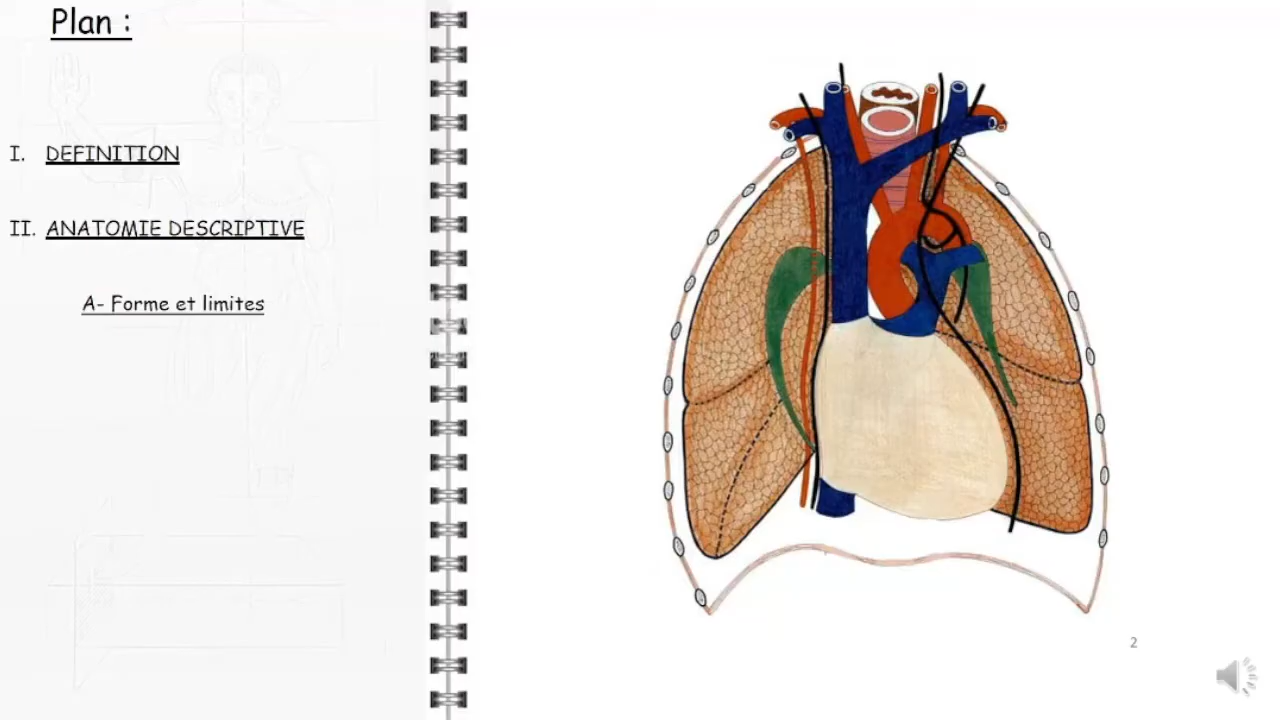 Plan :
I. DEFINITION
II. ANATOMIE DESCRIPTIVE
A- Forme et limites
2